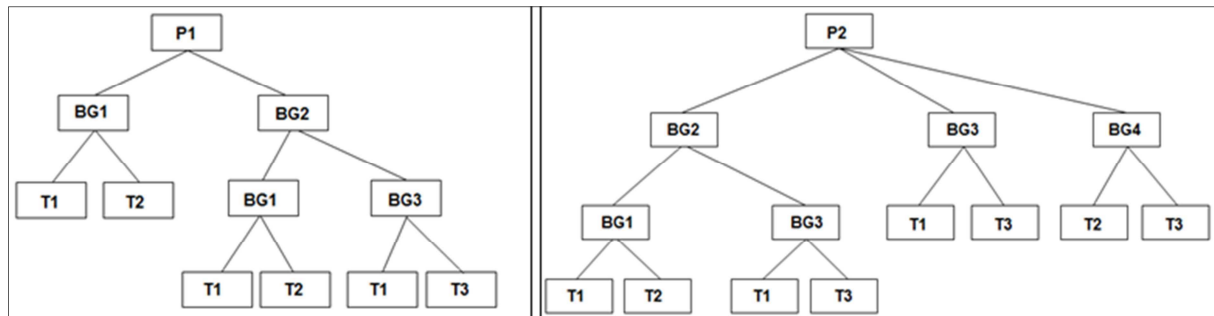 P1
BG1 BG2
T1 T2 BG1 BG3
T1 T2 T1 T3
P2
BG2 BG3 BG4
BG1 BG3 T1 T3 T2 T3
T1 T2 T1 T3